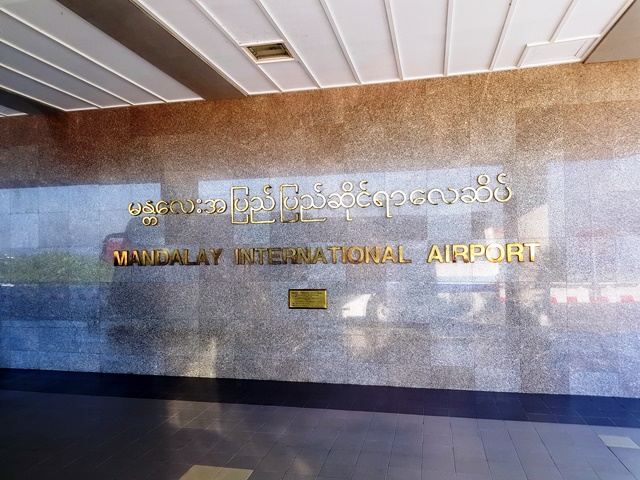 မန္တလေးအပြည်ပြည်ဆိုင်ရာလေဆိပ်
MANDALAY INTERNATIONAL AIRPORT